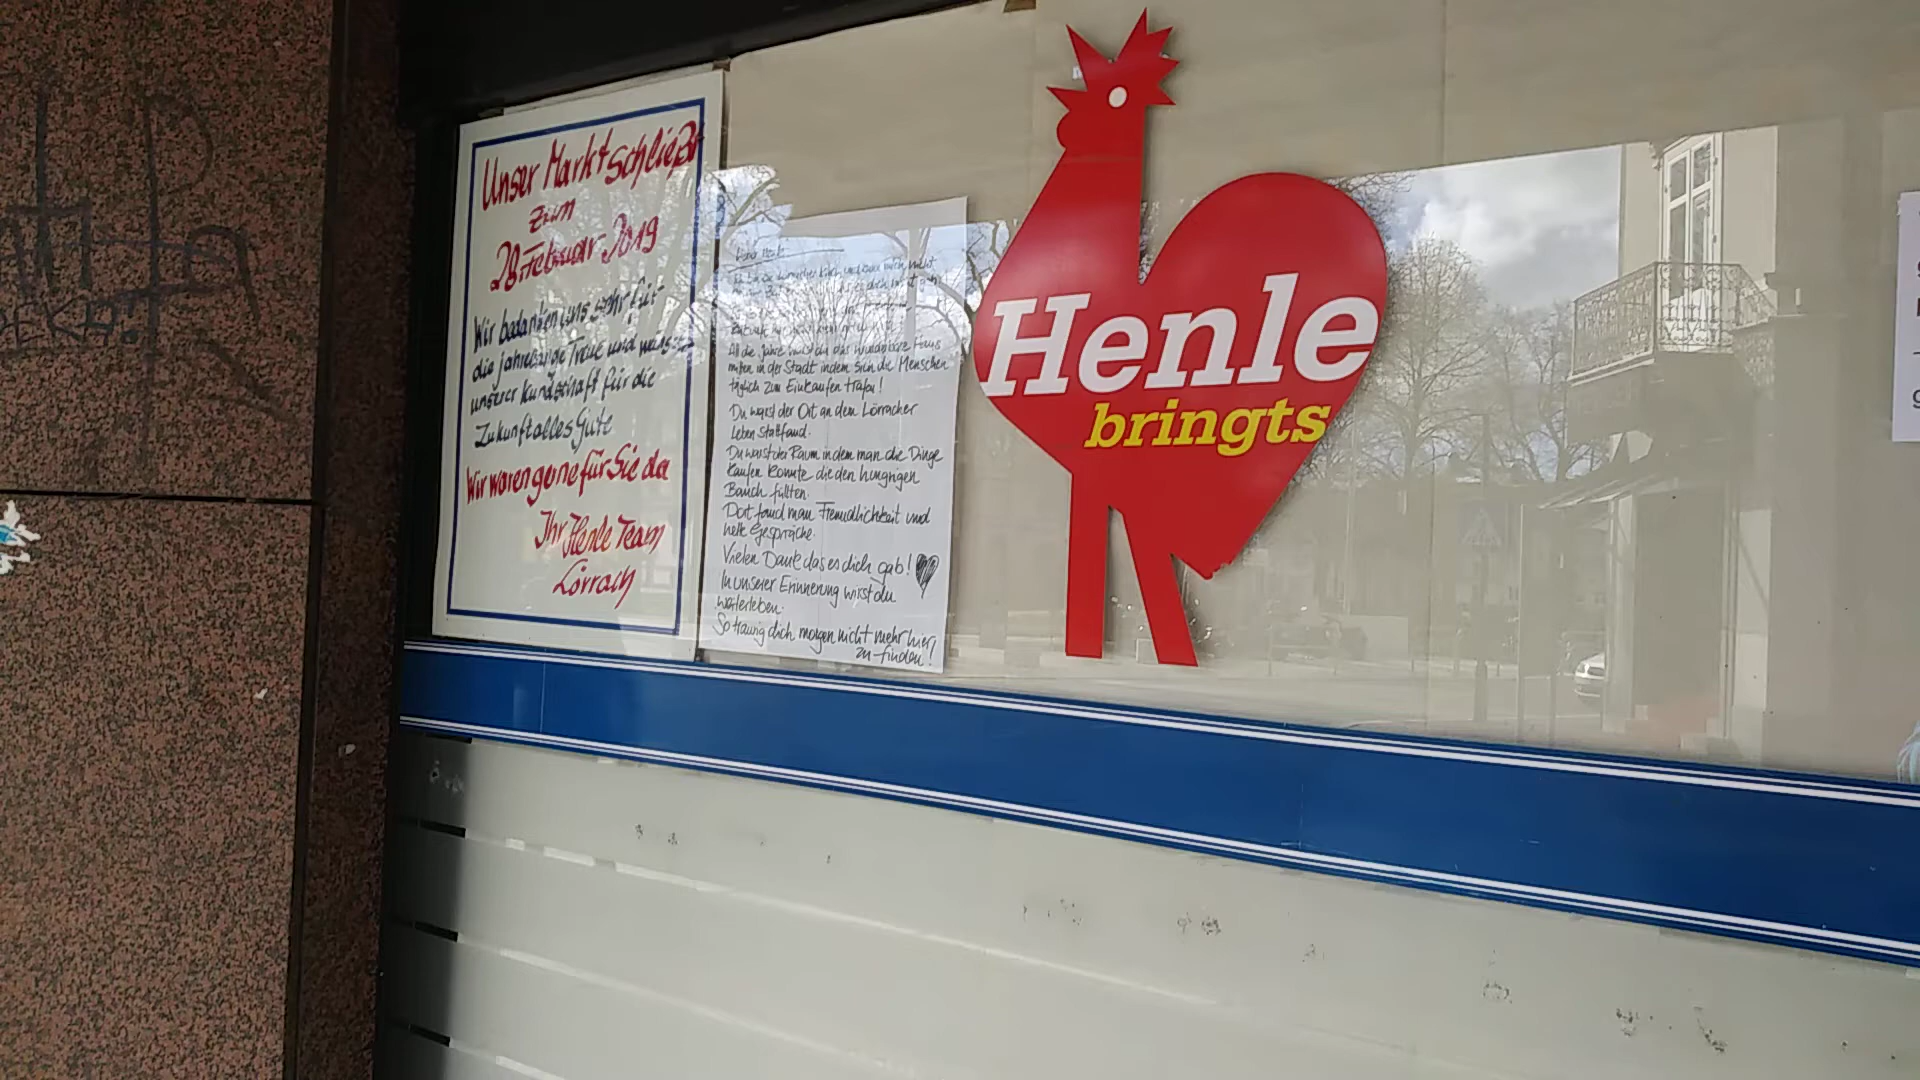 Unser Markt schließt
zum
28. Februar 2019
Wir bedanken uns sehr für
die jahrelange Treue und
unserer Kundschaft für die
Zukunft alles Gute
Wir waren gerne für Sie da
Ihr Henle Team
Lörrach
All die Jahre warst du das wunderbare Haus
mitten in der Stadt indem sich die Menschen
täglich zum Einkaufen trafen!
Du warst der Ort an dem Lörracher
Leben Stattfand.
Du warst der Raum in dem man die Dinge
kaufen konnte die den hungrigen
Bauch füllten.
Dort fand man Freundlichkeit und
nette Gespräche.
Vielen Dank das es dich gab!
In unserer Erinnerung wirst du
weiterleben.
So traurig dich morgen nicht mehr hier
zu finden!
Henle
bringts